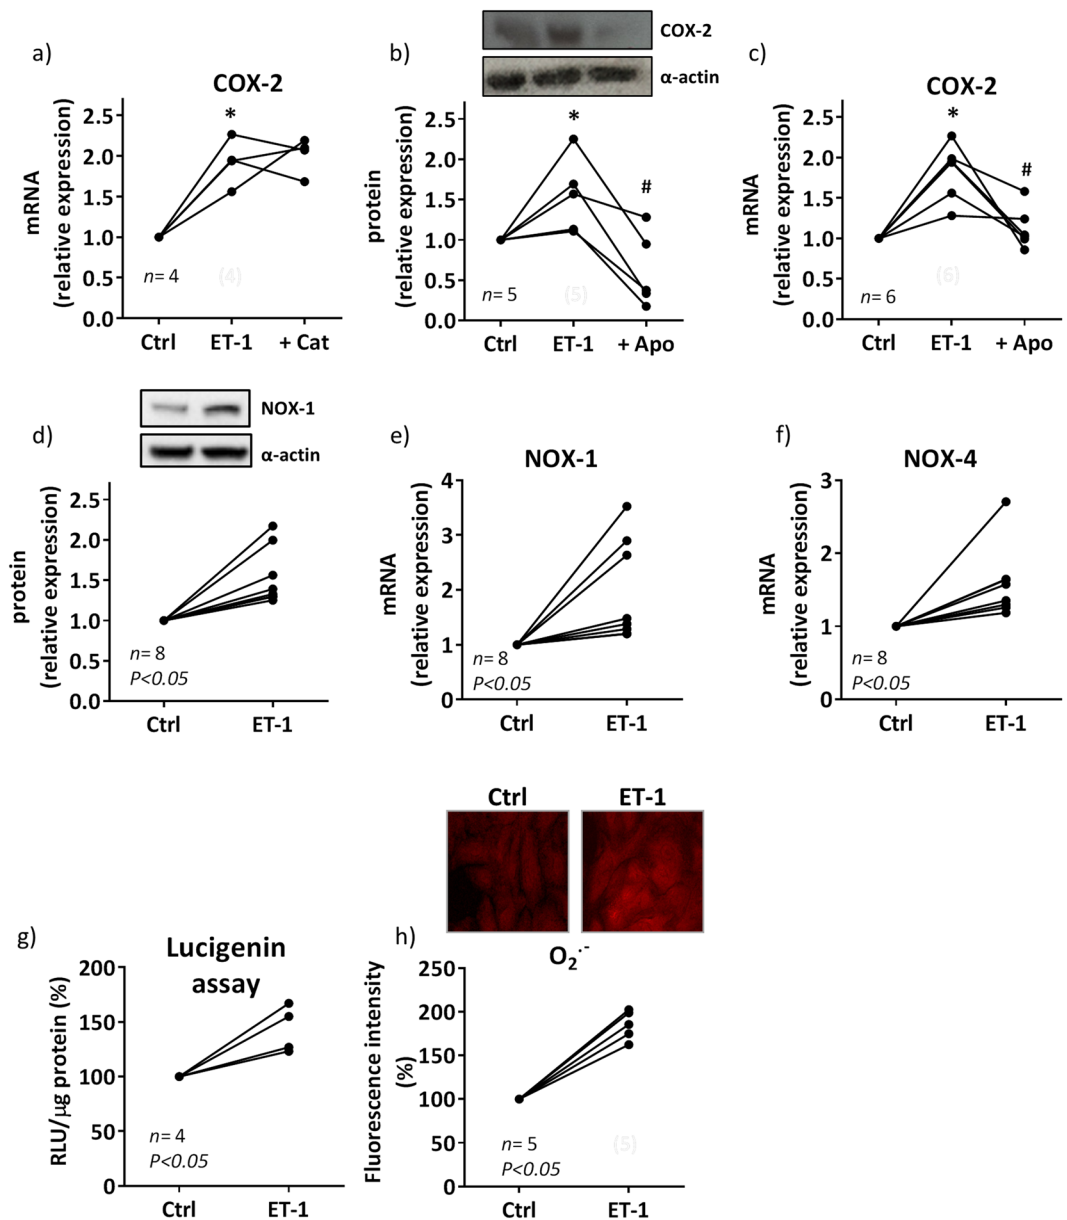 a)
COX-2
mRNA
(relative expression)
2.5
2.0
1.5
1.0
0.5
0.0
*
n= 4
(4)
Ctrl ET-1 + Cat
b)
COX-2
α-actin
protein
(relative expression)
2.5
2.0
1.5
1.0
0.5
0.0
*
#
n= 5
(5)
Ctrl ET-1 + Apo
c)
COX-2
mRNA
(relative expression)
2.5
2.0
1.5
1.0
0.5
0.0
*
#
n= 6
(6)
Ctrl ET-1 + Apo
d)
NOX-1
α-actin
protein
(relative expression)
2.5
2.0
1.5
1.0
0.5
0.0
n= 8
P<0.05
Ctrl ET-1
e)
NOX-1
mRNA
(relative expression)
4
3
2
1
0
n= 8
P<0.05
Ctrl ET-1
f)
NOX-4
mRNA
(relative expression)
3
2
1
0
n= 8
P<0.05
Ctrl ET-1
g)
Lucigenin
assay
RLU/μg protein (%)
200
150
100
50
0
n= 4
P<0.05
Ctrl ET-1
h)
Ctrl ET-1
O₂·⁻
Fluorescence intensity
(%)
250
200
150
100
50
0
n= 5
(5)
P<0.05
Ctrl ET-1